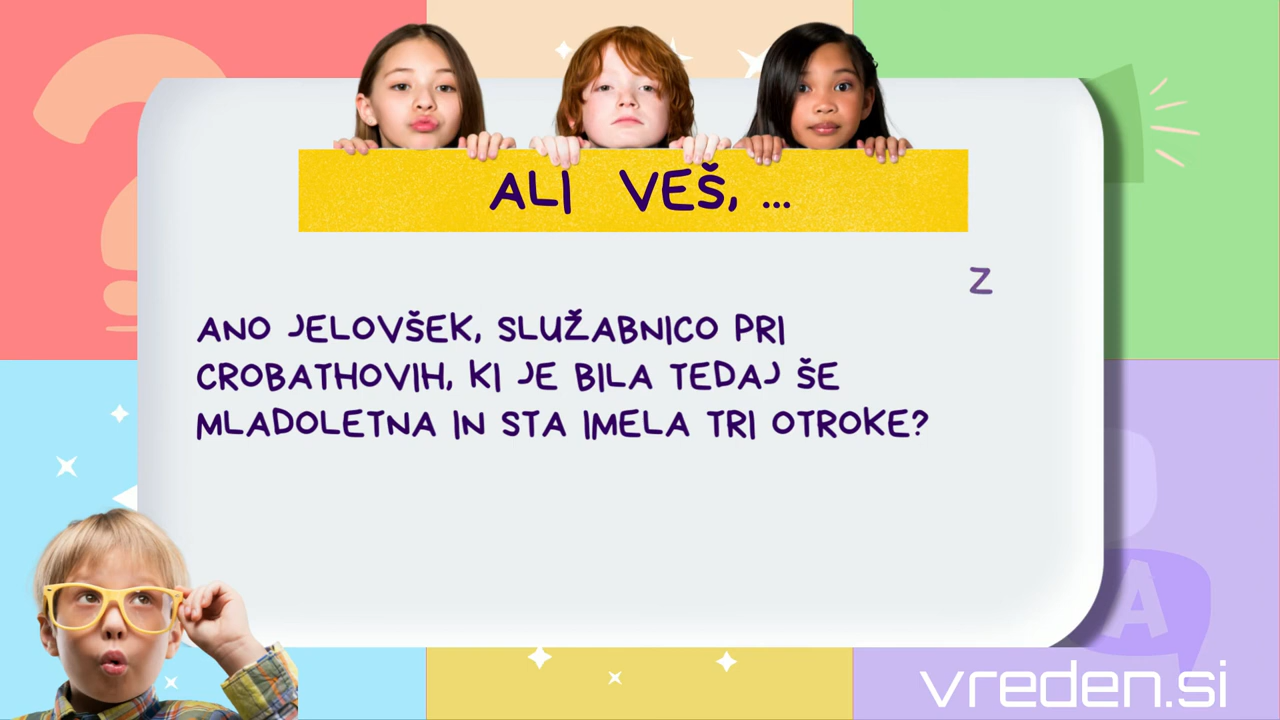 ALI VEŠ, ...
Z
ANO JELOVŠEK, SLUŽABNICO PRI
CROBATHOVIH, KI JE BILA TEDAJ ŠE
MLADOLETNA IN STA IMELA TRI OTROKE?
A
vreden.si